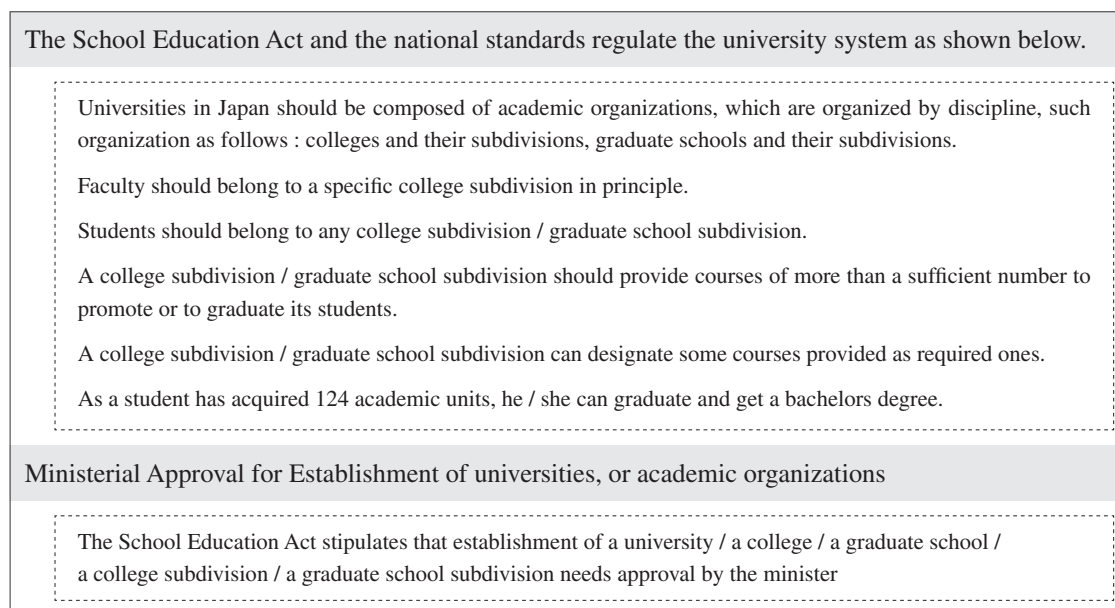 The School Education Act and the national standards regulate the university system as shown below.
Universities in Japan should be composed of academic organizations, which are organized by discipline, such
organization as follows : colleges and their subdivisions, graduate schools and their subdivisions.
Faculty should belong to a specific college subdivision in principle.
Students should belong to any college subdivision / graduate school subdivision.
A college subdivision / graduate school subdivision should provide courses of more than a sufficient number to
promote or to graduate its students.
A college subdivision / graduate school subdivision can designate some courses provided as required ones.
As a student has acquired 124 academic units, he / she can graduate and get a bachelors degree.
Ministerial Approval for Establishment of universities, or academic organizations
The School Education Act stipulates that establishment of a university / a college / a graduate school /
a college subdivision / a graduate school subdivision needs approval by the minister